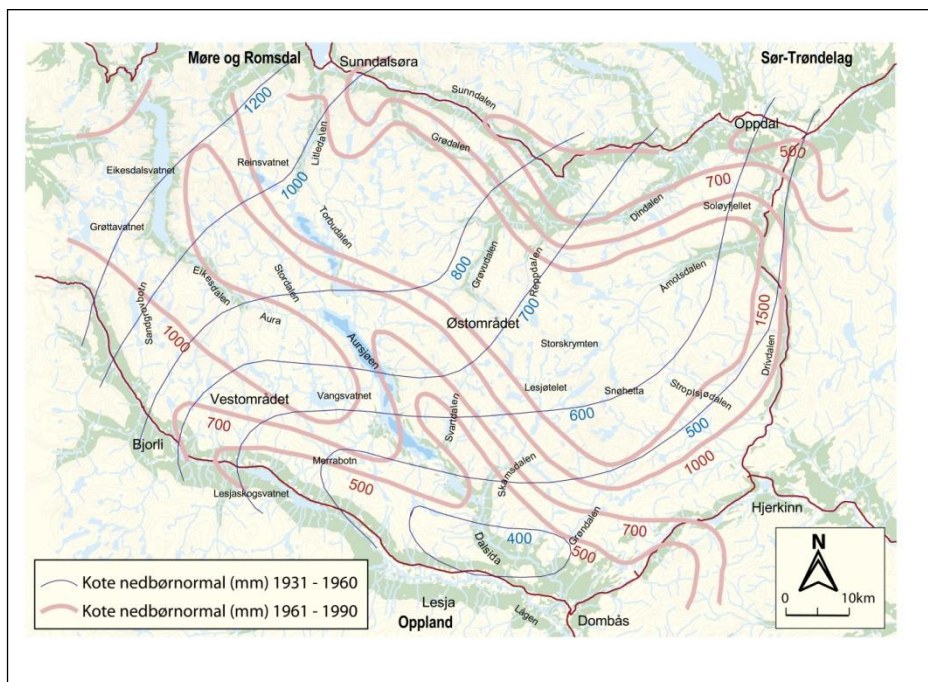 Møre og Romsdal
Sør-Trøndelag
Sunndalsøra
Sunndalen
1200
Oppdal
Litledalen
Grødalen
500
Reinsvatnet
Eikesdalsvatnet
1000
700
Dindalen
Soløyfjellet
Torbudalen
Grøttavatnet
800
Grøvudalen
Reppdalen
Åmotsdalen
Eikesdalen
Stordalen
Sandgrovbotn
Aura
700
Østområdet
1500
1000
Aursjøen
Storskrymten
Drivdalen
Lesjøtelet
Snøhetta
Stroplsjødalen
Vestområdet
Vangsvatnet
600
700
Svartdalen
500
Bjorli
Merrabotn
1000
Skamsdalen
Lesjaskogsvatnet
500
Hjerkinn
700
Grøndalen
400
Dalsida
500
N
0 10km
Kote nedbørnormal (mm) 1931 - 1960
Kote nedbørnormal (mm) 1961 - 1990
Lesja
Lågen
Oppland
Dombås